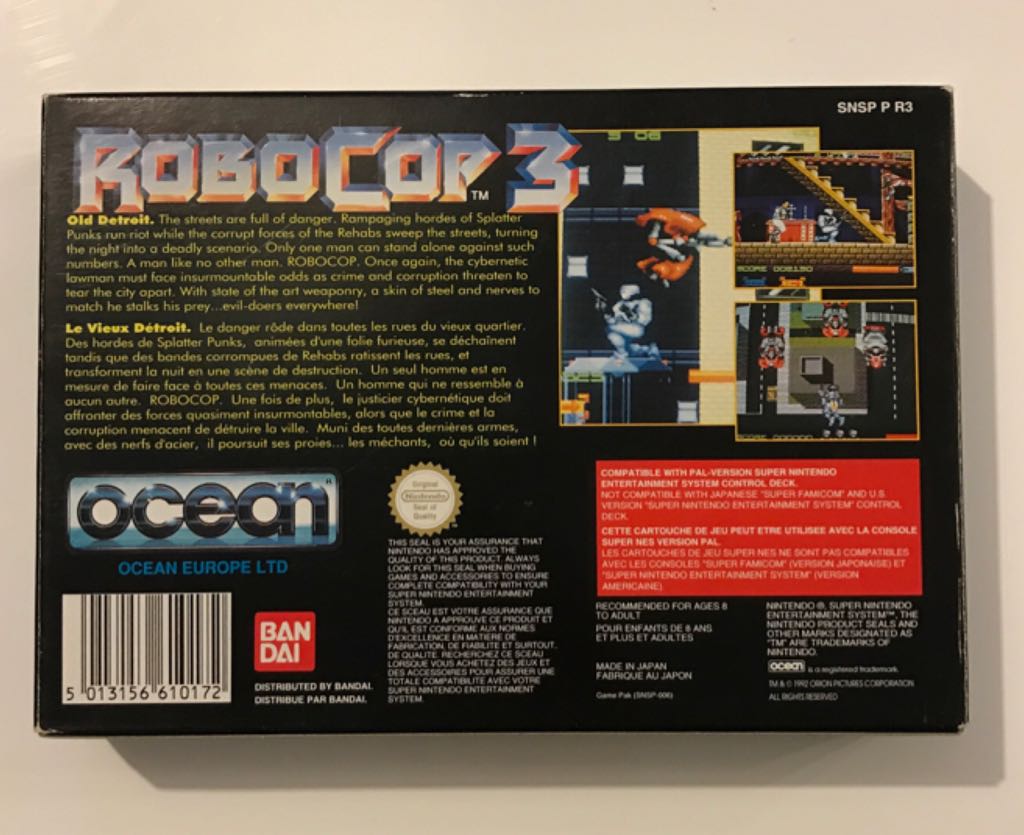 SNSP P R3
ROBOCOP™ 3
Old Detroit. The streets are full of danger. Rampaging hordes of Splatter
Punks run riot while the corrupt forces of the Rehabs sweep the streets, turning
the night into a deadly scenario. Only one man can stand alone against such
numbers. A man like no other man. ROBOCOP. Once again, the cybernetic
lawman must face insurmountable odds as crime and corruption threaten to
tear the city apart. With state of the art weaponry, a skin of steel and nerves to
match he stalks his prey...evil-doers everywhere!
Le Vieux Détroit. Le danger rôde dans toutes les rues du vieux quartier.
Des hordes de Splatter Punks, animées d'une folie furieuse, se déchaînent
tandis que des bandes corrompues de Rehabs ratissent les rues, et
transforment la nuit en une scène de destruction. Un seul homme est en
mesure de faire face à toutes ces menaces. Un homme qui ne ressemble à
aucun autre. ROBOCOP. Une fois de plus, le justicier cybernétique doit
affronter des forces quasiment insurmontables, alors que le crime et la
corruption menacent de détruire la ville. Muni des toutes dernières armes,
avec des nerfs d'acier, il poursuit ses proies... les méchants, où qu'ils soient !
ocean®
OCEAN EUROPE LTD
5 013156 610172
BAN
DAI
DISTRIBUTED BY BANDAI.
DISTRIBUE PAR BANDAI.
Original
Nintendo
Seal of
Quality
THIS SEAL IS YOUR ASSURANCE THAT
NINTENDO HAS APPROVED THE
QUALITY OF THIS PRODUCT. ALWAYS
LOOK FOR THIS SEAL WHEN BUYING
GAMES AND ACCESSORIES TO ENSURE
COMPLETE COMPATIBILITY WITH YOUR
SUPER NINTENDO ENTERTAINMENT
SYSTEM.
CE SCEAU EST VOTRE ASSURANCE QUE
NINTENDO A APPROUVE CE PRODUIT ET
QU'IL EST CONFORME AUX NORMES
D'EXCELLENCE EN MATIERE DE
FABRICATION, DE FIABILITE ET SURTOUT,
DE QUALITE. RECHERCHEZ CE SCEAU
LORSQUE VOUS ACHETEZ DES JEUX ET
DES ACCESSOIRES POUR ASSURER UNE
TOTALE COMPATIBILITE AVEC VOTRE
SUPER NINTENDO ENTERTAINMENT
SYSTEM.
COMPATIBLE WITH PAL-VERSION SUPER NINTENDO
ENTERTAINMENT SYSTEM CONTROL DECK.
NOT COMPATIBLE WITH JAPANESE "SUPER FAMICOM" AND U.S.
VERSION "SUPER NINTENDO ENTERTAINMENT SYSTEM" CONTROL
DECK.
CETTE CARTOUCHE DE JEU PEUT ETRE UTILISEE AVEC LA CONSOLE
SUPER NES VERSION PAL.
LES CARTOUCHES DE JEU SUPER NES NE SONT PAS COMPATIBLES
AVEC LES CONSOLES "SUPER FAMICOM" (VERSION JAPONAISE) ET
"SUPER NINTENDO ENTERTAINMENT SYSTEM" (VERSION
AMERICAINE).
RECOMMENDED FOR AGES 8
TO ADULT
POUR ENFANTS DE 8 ANS
ET PLUS ET ADULTES
MADE IN JAPAN
FABRIQUE AU JAPON
Game Pak (SNSP-006)
NINTENDO ®, SUPER NINTENDO
ENTERTAINMENT SYSTEM™, THE
NINTENDO PRODUCT SEALS AND
OTHER MARKS DESIGNATED AS
"TM" ARE TRADEMARKS OF
NINTENDO.
ocean is a registered trademark.
TM & © 1992 ORION PICTURES CORPORATION
ALL RIGHTS RESERVED